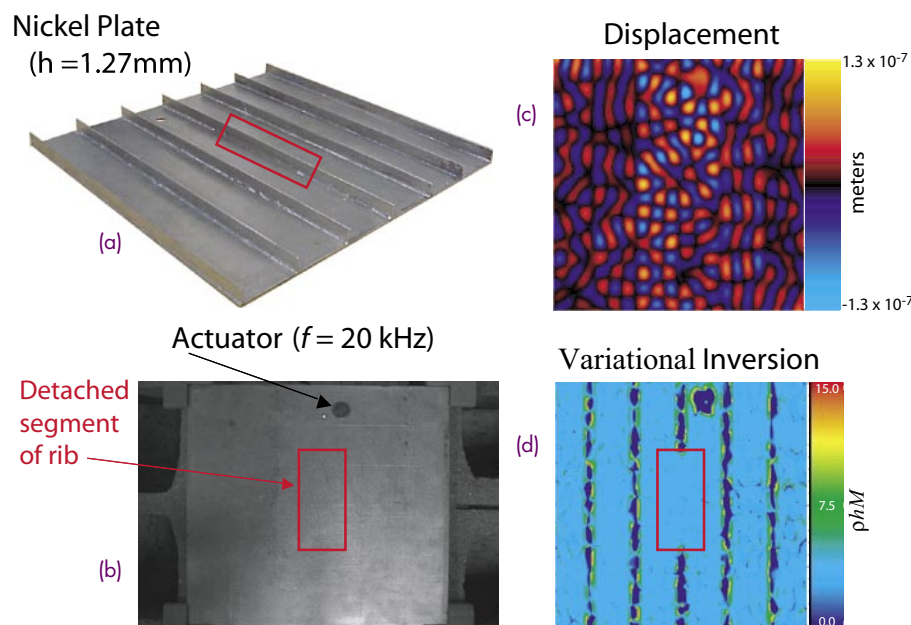 Nickel Plate
(h =1.27mm)
(a)
Displacement
(c)
1.3 x 10⁻⁷
meters
-1.3 x 10⁻⁷
Actuator (f = 20 kHz)
Detached
segment
of rib
(b)
Variational Inversion
(d)
15.0
7.5
ρhM
0.0